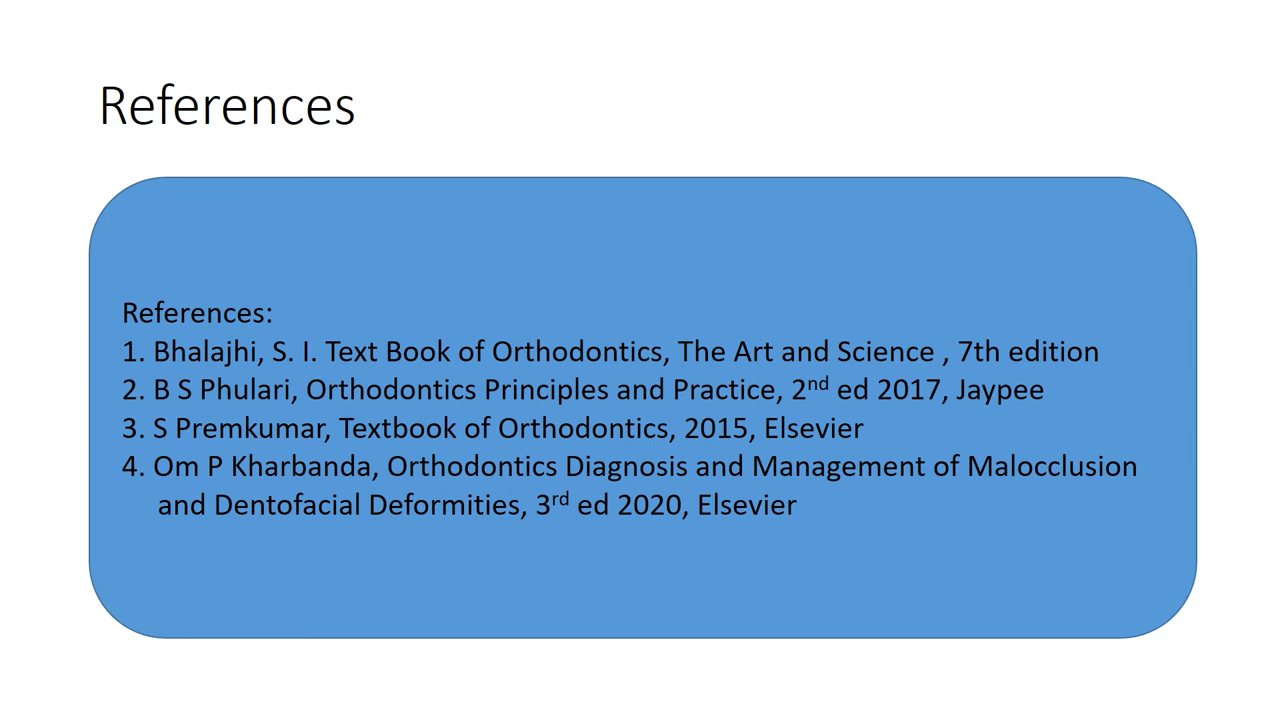 References
References:
1. Bhalajhi, S. I. Text Book of Orthodontics, The Art and Science , 7th edition
2. B S Phulari, Orthodontics Principles and Practice, 2nd ed 2017, Jaypee
3. S Premkumar, Textbook of Orthodontics, 2015, Elsevier
4. Om P Kharbanda, Orthodontics Diagnosis and Management of Malocclusion
and Dentofacial Deformities, 3rd ed 2020, Elsevier